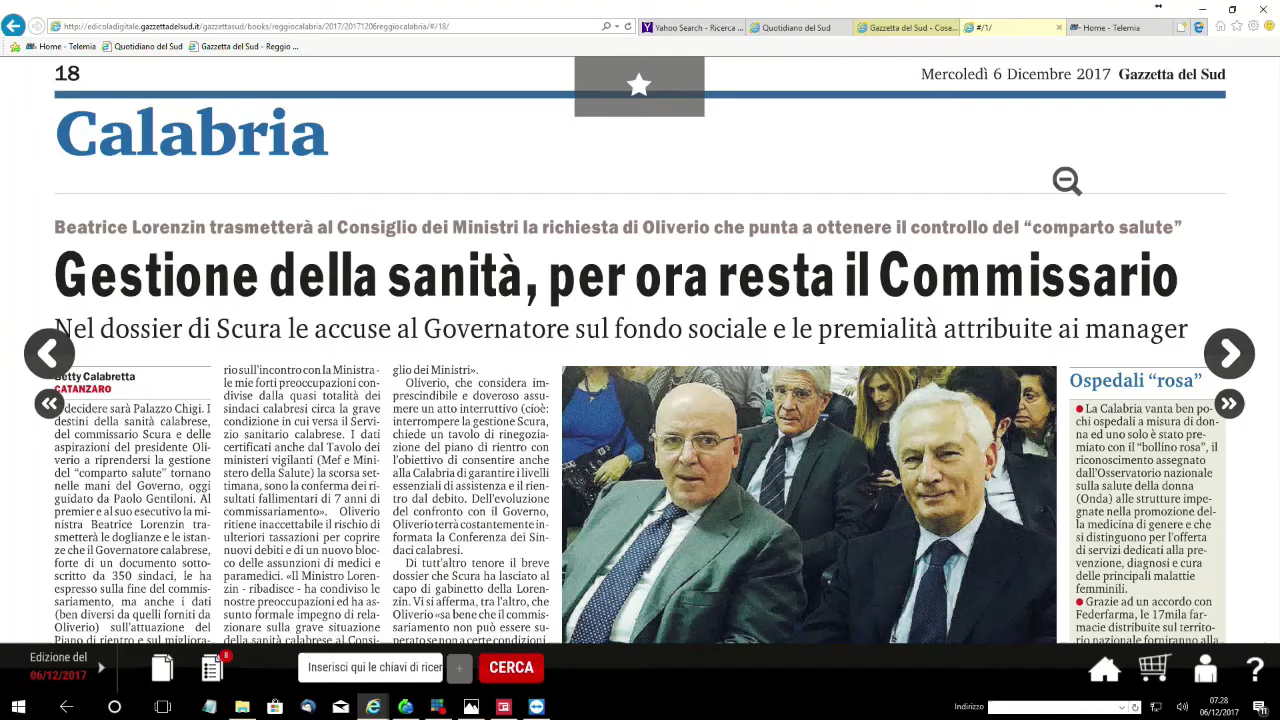 http://edicoladigitale.gazzettadelsud.it/gazzettasud/books/reggiocalabria/2017/20171206reggiocalabria/#/18/
Yahoo Search - Ricerca ...
Quotidiano del Sud
Gazzetta del Sud - Cose...
#/1/
Home - Telemia
Home - Telemia
Quotidiano del Sud
Gazzetta del Sud - Reggio ...
18
Mercoledì 6 Dicembre 2017 Gazzetta del Sud
Calabria
Beatrice Lorenzin trasmetterà al Consiglio dei Ministri la richiesta di Oliverio che punta a ottenere il controllo del “comparto salute”
Gestione della sanità, per ora resta il Commissario
Nel dossier di Scura le accuse al Governatore sul fondo sociale e le premialità attribuite ai manager
Betty Calabretta
CATANZARO
decidere sarà Palazzo Chigi. I
destini della sanità calabrese,
del commissario Scura e delle
aspirazioni del presidente Oli-
verio a riprendersi la gestione
del “comparto salute” tornano
nelle mani del Governo, oggi
guidato da Paolo Gentiloni. Al
premier e al suo esecutivo la mi-
nistra Beatrice Lorenzin tra-
smetterà le doglianze e le istan-
ze che il Governatore calabrese,
forte di un documento sotto-
scritto da 350 sindaci, le ha
espresso sulla fine del commis-
sariamento, ma anche i dati
(ben diversi da quelli forniti da
Oliverio) sull'attuazione del
Piano di rientro e sul migliora-
rio sull'incontro con la Ministra -
le mie forti preoccupazioni con-
divise dalla quasi totalità dei
sindaci calabresi circa la grave
condizione in cui versa il Servi-
zio sanitario calabrese. I dati
certificati anche dal Tavolo dei
ministeri vigilanti (Mef e Mini-
stero della Salute) la scorsa set-
timana, sono la conferma dei ri-
sultati fallimentari di 7 anni di
commissariamento». Oliverio
ritiene inaccettabile il rischio di
ulteriori tassazioni per coprire
nuovi debiti e di un nuovo bloc-
co delle assunzioni di medici e
paramedici. «Il Ministro Loren-
zin - ribadisce - ha condiviso le
nostre preoccupazioni ed ha as-
sunto formale impegno di rela-
zionare sulla grave situazione
della sanità calabrese al Consi-
glio dei Ministri».
Oliverio, che considera im-
prescindibile e doveroso assu-
mere un atto interruttivo (cioè:
interrompere la gestione Scura,
chiede un tavolo di rinegozia-
zione del piano di rientro con
l'obiettivo di consentire anche
alla Calabria di garantire i livelli
essenziali di assistenza e il rien-
tro dal debito. Dell'evoluzione
del confronto con il Governo,
Oliverio terrà costantemente in-
formata la Conferenza dei Sin-
daci calabresi.
Di tutt'altro tenore il breve
dossier che Scura ha lasciato al
capo di gabinetto della Loren-
zin. Vi si afferma, tra l'altro, che
Oliverio «sa bene che il commis-
sariamento non può essere su-
perato se non a certe condizioni
Ospedali “rosa”
La Calabria vanta ben po-
chi ospedali a misura di don-
na ed uno solo è stato pre-
miato con il “bollino rosa”, il
riconoscimento assegnato
dall'Osservatorio nazionale
sulla salute della donna
(Onda) alle strutture impe-
gnate nella promozione del-
la medicina di genere e che
si distinguono per l'offerta
di servizi dedicati alla pre-
venzione, diagnosi e cura
delle principali malattie
femminili.
Grazie ad un accordo con
Federfarma, le 17mila far-
macie distribuite sul territo-
rio nazionale forniranno alla
Edizione del
06/12/2017
8
Inserisci qui le chiavi di ricer
+
CERCA
?
Indirizzo
07.28
06/12/2017
11